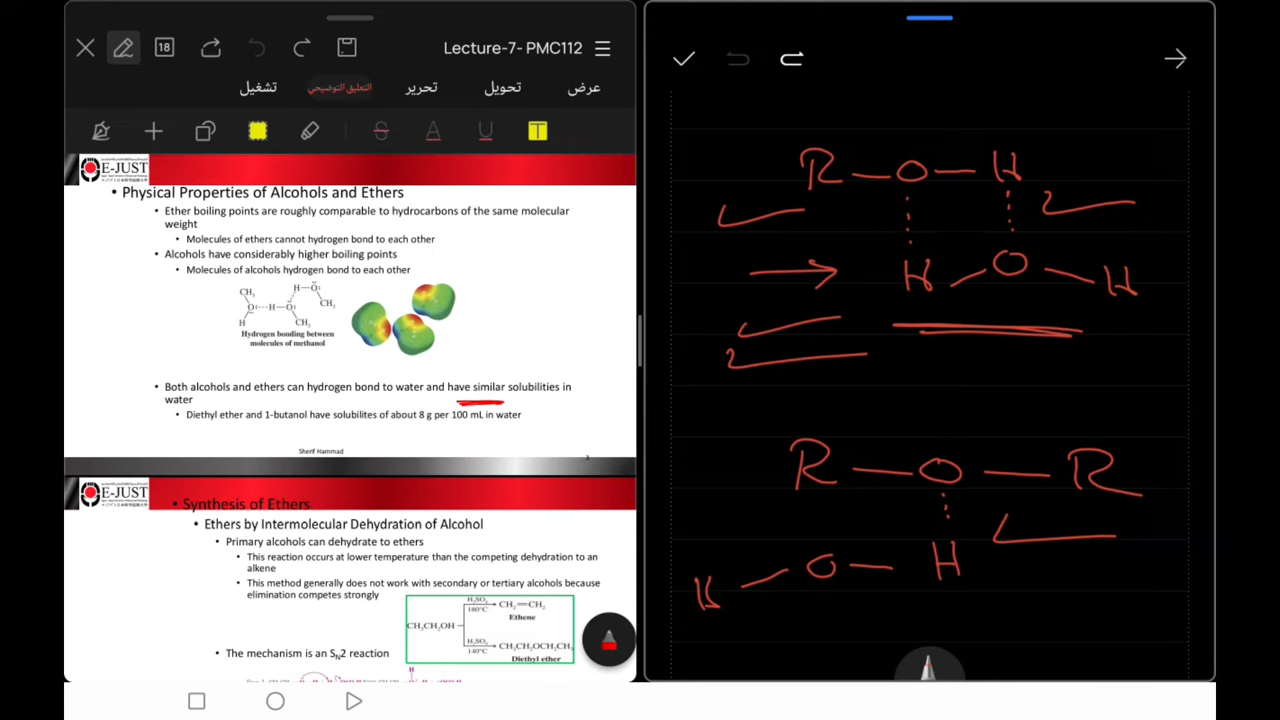 18
Lecture-7- PMC112
تشغيل
التعليق التوضيحي
تحرير
تحويل
عرض
E-JUST
• Physical Properties of Alcohols and Ethers
• Ether boiling points are roughly comparable to hydrocarbons of the same molecular
weight
• Molecules of ethers cannot hydrogen bond to each other
• Alcohols have considerably higher boiling points
• Molecules of alcohols hydrogen bond to each other
Hydrogen bonding between
molecules of methanol
• Both alcohols and ethers can hydrogen bond to water and have similar solubilities in
water
• Diethyl ether and 1-butanol have solubilites of about 8 g per 100 mL in water
Sherif Hammad
3
E-JUST
• Synthesis of Ethers
• Ethers by Intermolecular Dehydration of Alcohol
• Primary alcohols can dehydrate to ethers
• This reaction occurs at lower temperature than the competing dehydration to an
alkene
• This method generally does not work with secondary or tertiary alcohols because
elimination competes strongly
180°C
CH2=CH2
Ethene
CH3CH2OH
140°C
Diethyl ether
• The mechanism is an SN2 reaction
R—O—H
H—O—H
R—O—R
H—O—H